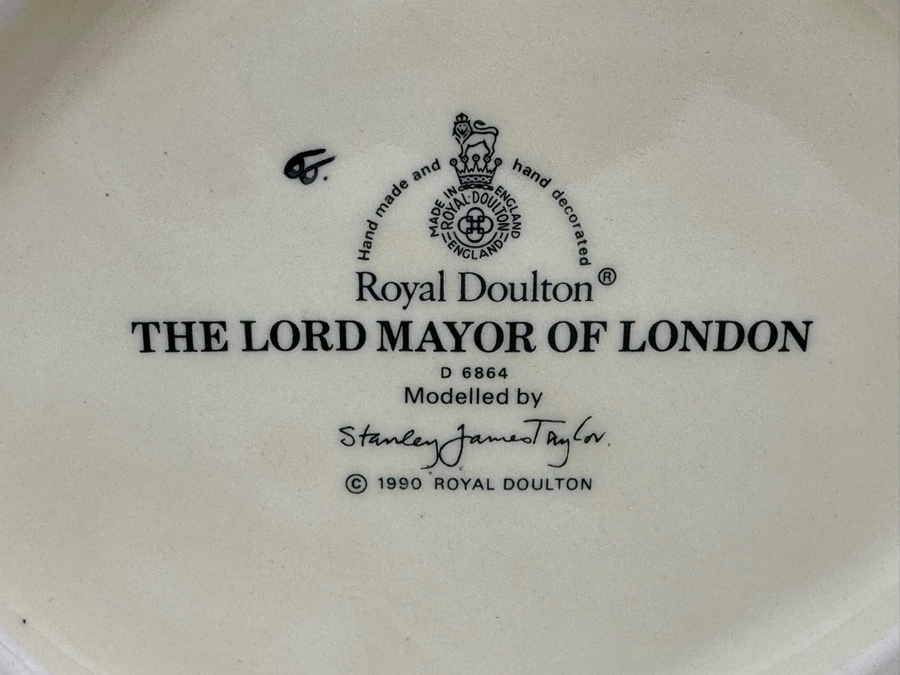 Hand made and hand decorated
MADE IN ENGLAND
ROYAL·DOULTON
ENGLAND
Royal Doulton®
THE LORD MAYOR OF LONDON
D 6864
Modelled by
Stanley James Taylor.
© 1990 ROYAL DOULTON